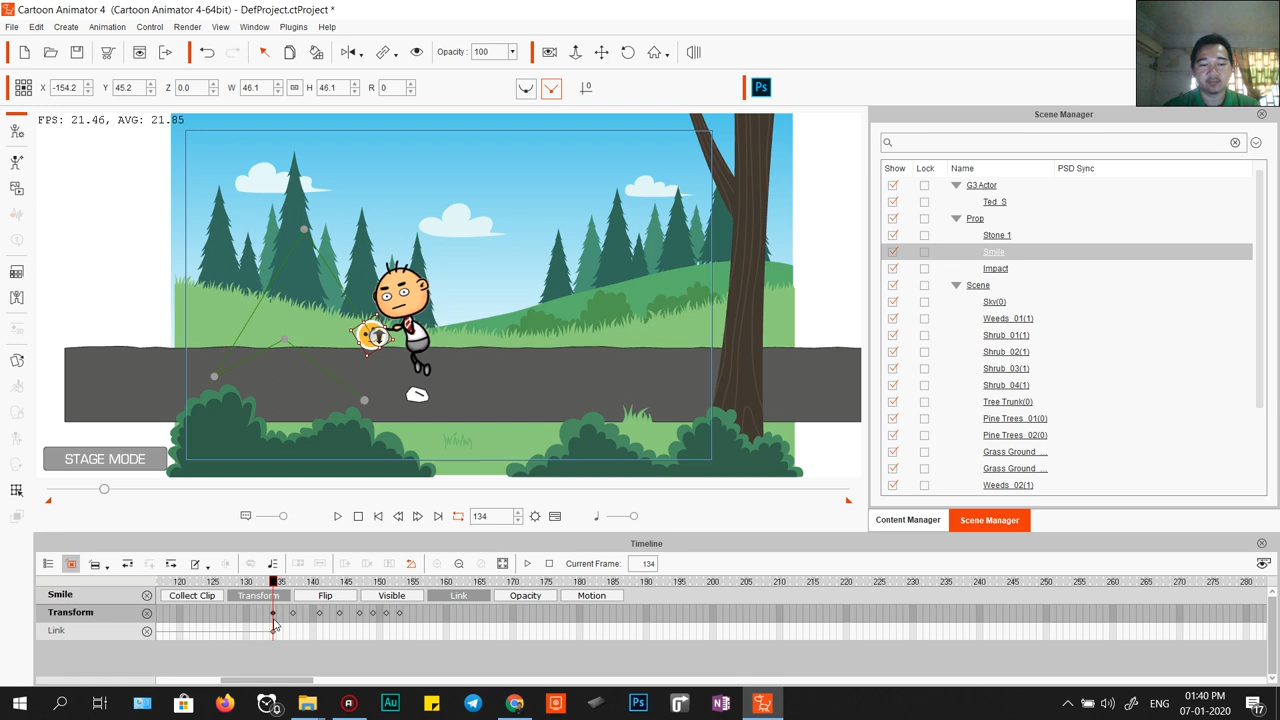 Cartoon Animator 4 (Cartoon Animator 4-64bit) - DefProject.ctProject *
File Edit Create Animation Control Render View Window Plugins Help
Opacity: 100
X -154.2 Y 45.2 Z 0.0 W 46.1 H 46.1 R 0
Ps
FPS: 21.46, AVG: 21.85
Scene Manager
Show Lock Name PSD Sync
G3 Actor
Ted_S
Prop
Stone 1
Smile
Impact
Scene
Sky(0)
Weeds_01(1)
Shrub_01(1)
Shrub_02(1)
Shrub_03(1)
Shrub_04(1)
Tree Trunk(0)
Pine Trees_01(0)
Pine Trees_02(0)
Grass Ground_...
Grass Ground_...
Weeds_02(1)
STAGE MODE
134
Content Manager Scene Manager
Timeline
Current Frame: 134
120 125 130 135 140 145 150 155 160 165 170 175 180 185 190 195 200 205 210 215 220 225 230 235 240 245 250 255 260 265 270 275 280
Smile Collect Clip Transform Flip Visible Link Opacity Motion
Transform
Link
Au Ps ENG 01:40 PM
07-01-2020 17